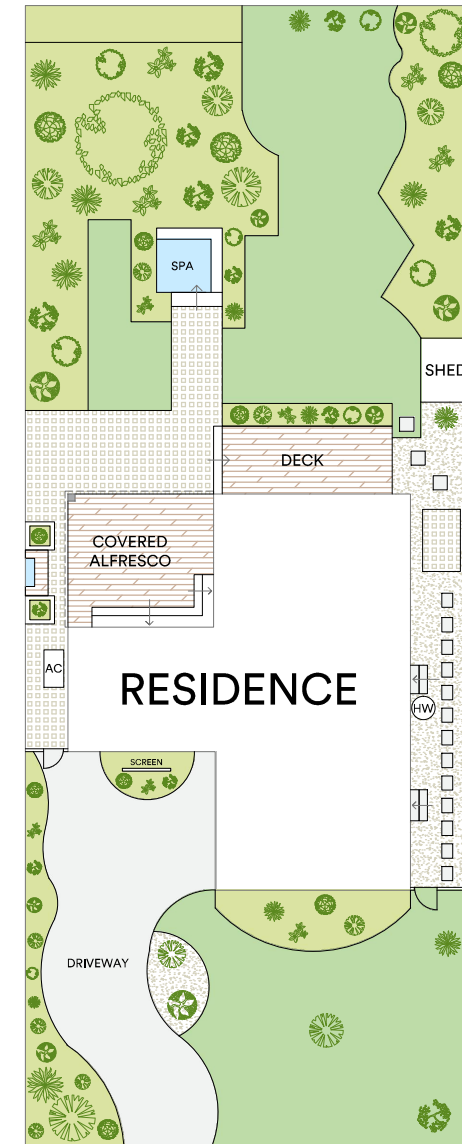 SPA
SHED
DECK
COVERED
ALFRESCO
AC
RESIDENCE
HW
SCREEN
DRIVEWAY